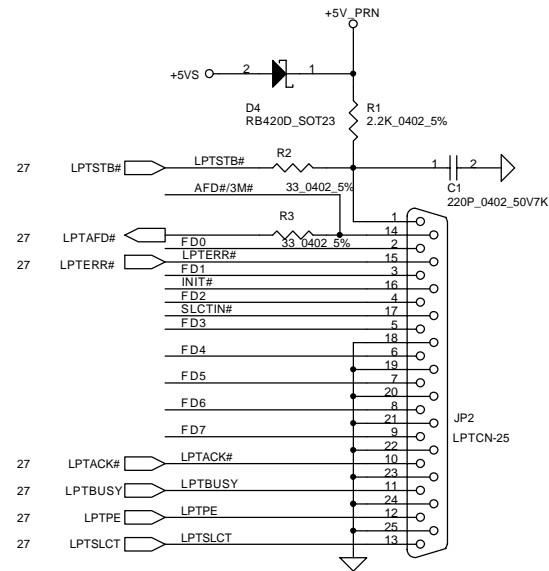 +5V_PRN
+5VS 2 1
D4
RB420D_SOT23
R1
2.2K_0402_5%
27 LPTSTB# LPTSTB# R2 1 2
33_0402_5%
C1
220P_0402_50V7K
AFD#/3M#
1
27 LPTAFD# R3 14
33_0402_5%
FD0 2
27 LPTERR# LPTERR# 15
FD1 3
INIT# 16
FD2 4
SLCTIN# 17
FD3 5
18
FD4 6
19
FD5 7
20
FD6 8
21
FD7 9
22
JP2
LPTCN-25
27 LPTACK# LPTACK# 10
23
27 LPTBUSY LPTBUSY 11
24
27 LPTPE LPTPE 12
25
27 LPTSLCT LPTSLCT 13